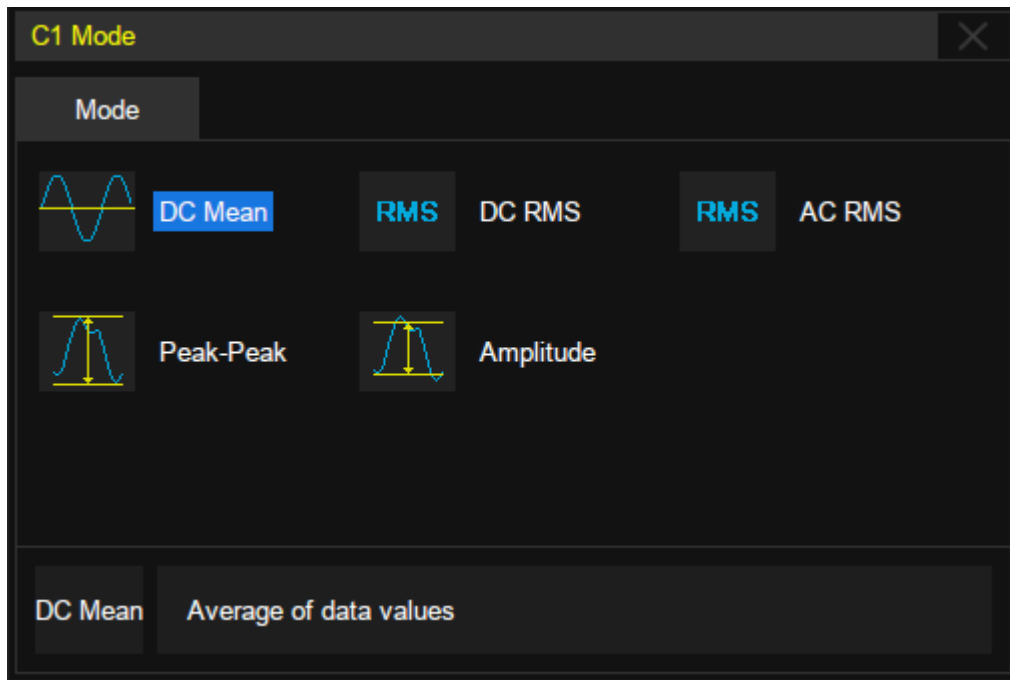 C1 Mode
Mode
DC Mean RMS DC RMS RMS AC RMS
Peak-Peak Amplitude
DC Mean Average of data values